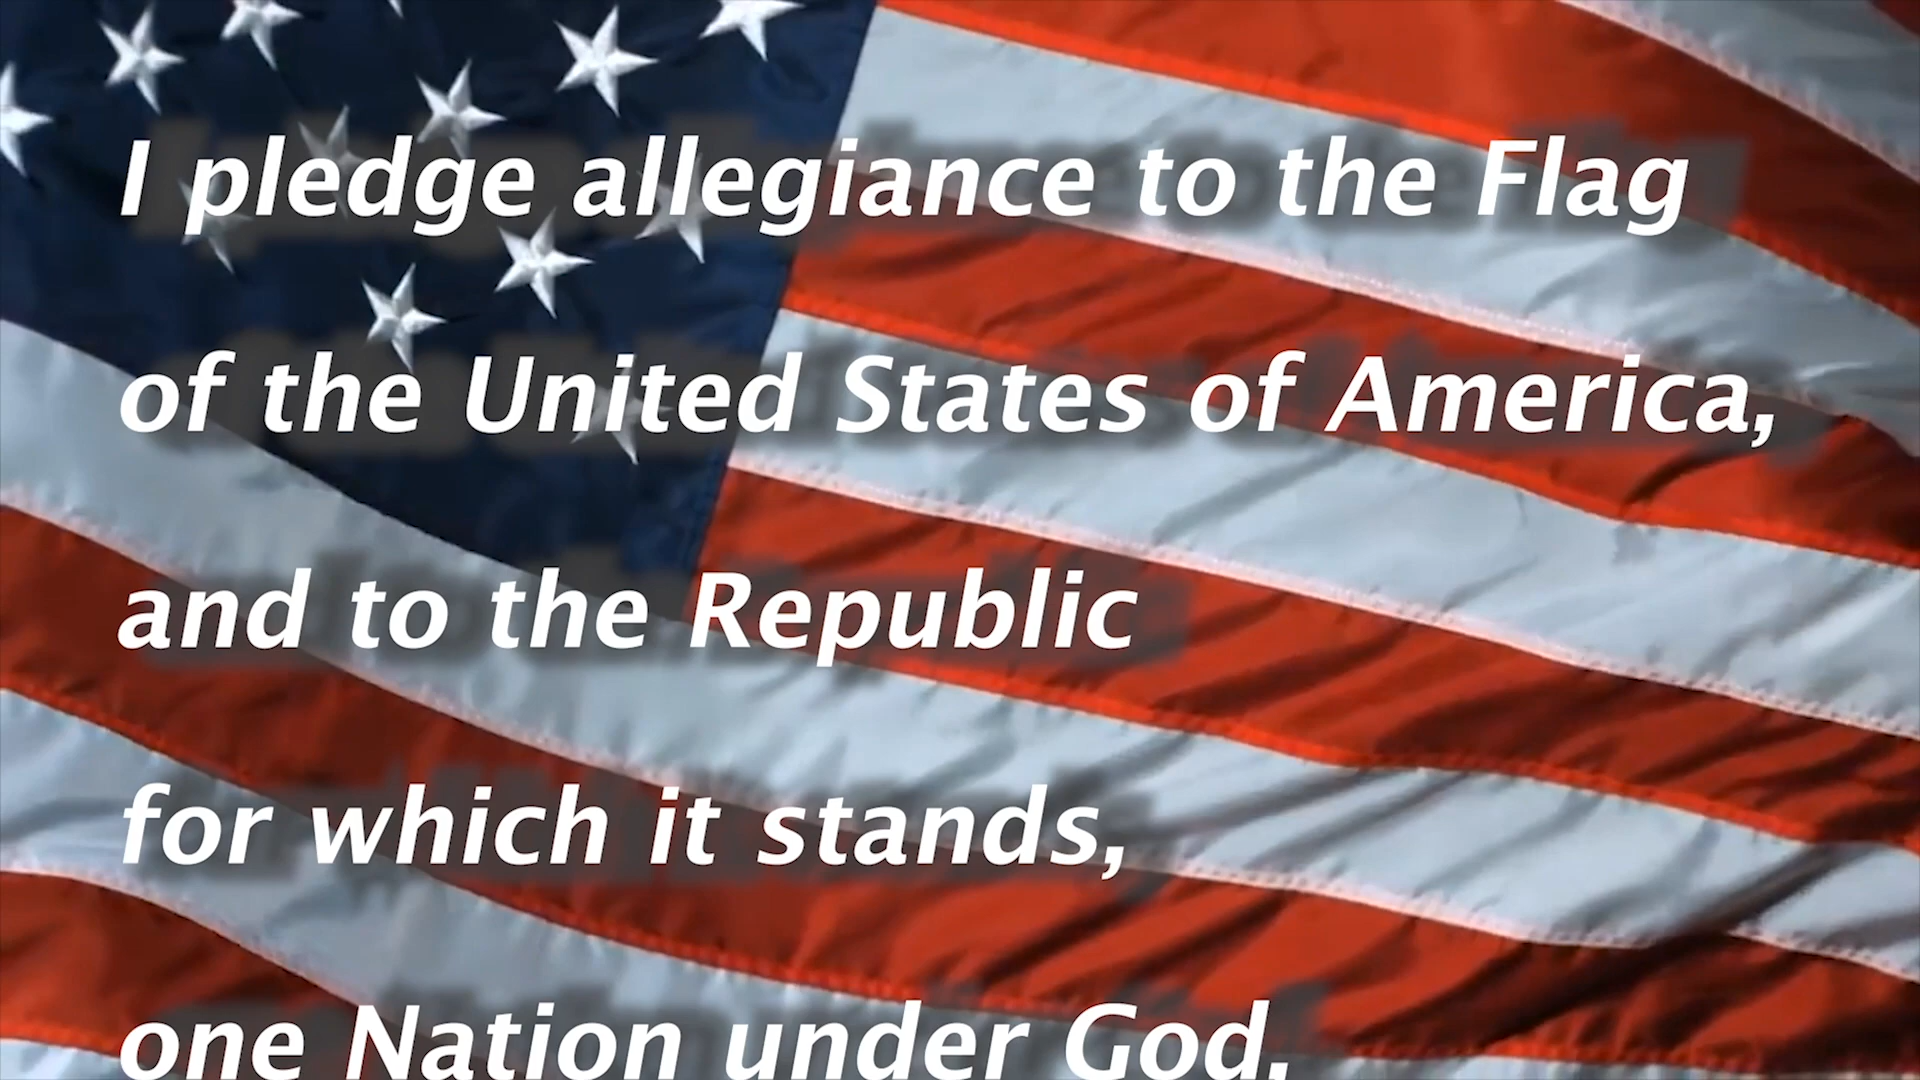 I pledge allegiance to the Flag
of the United States of America,
and to the Republic
for which it stands,
one Nation under God,